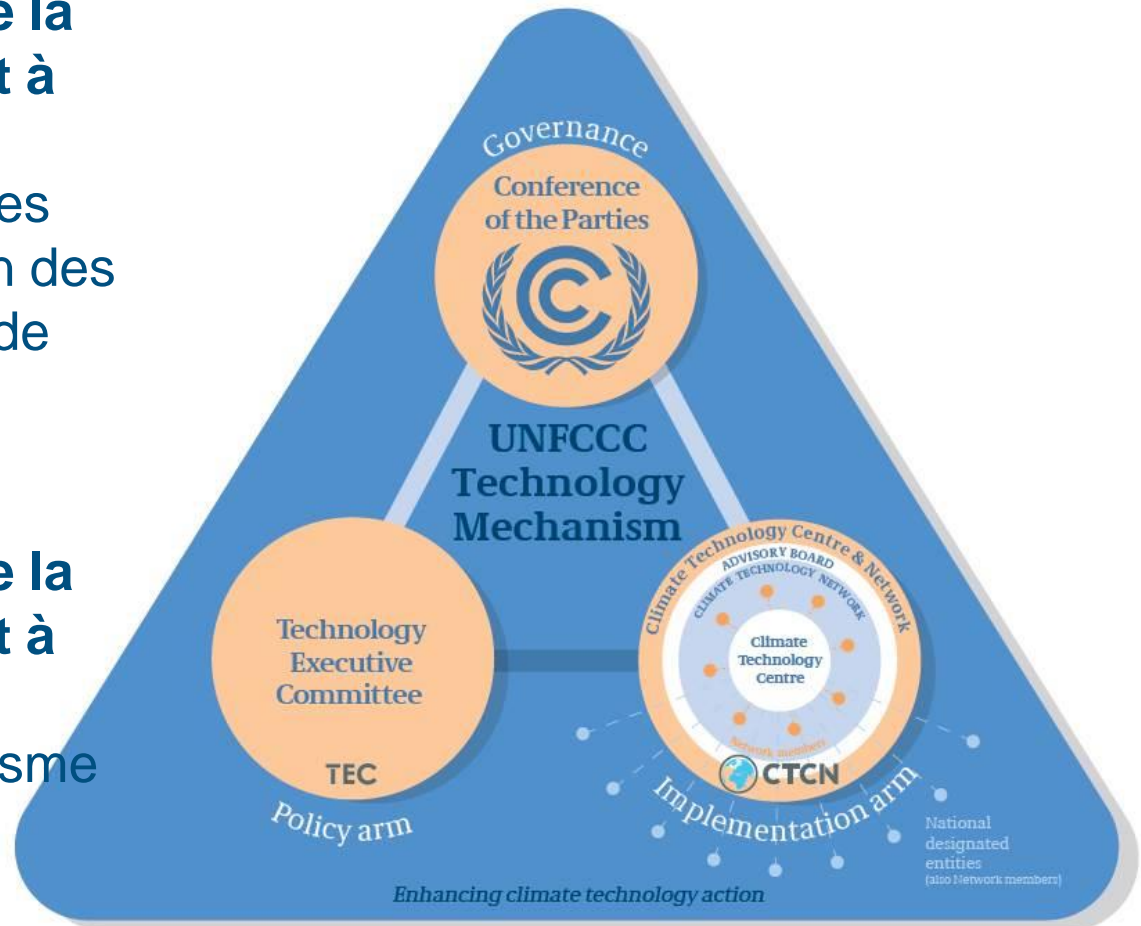 e la
t à
es
n des
de
e la
t à
isme
Governance
Conference
of the Parties
UNFCCC
Technology
Mechanism
Technology
Executive
Committee
TEC
Policy arm
Climate Technology Centre & Network
ADVISORY BOARD
CLIMATE TECHNOLOGY NETWORK
Climate
Technology
Centre
Network members
CTCN
Implementation arm
National
designated
entities
(also Network members)
Enhancing climate technology action